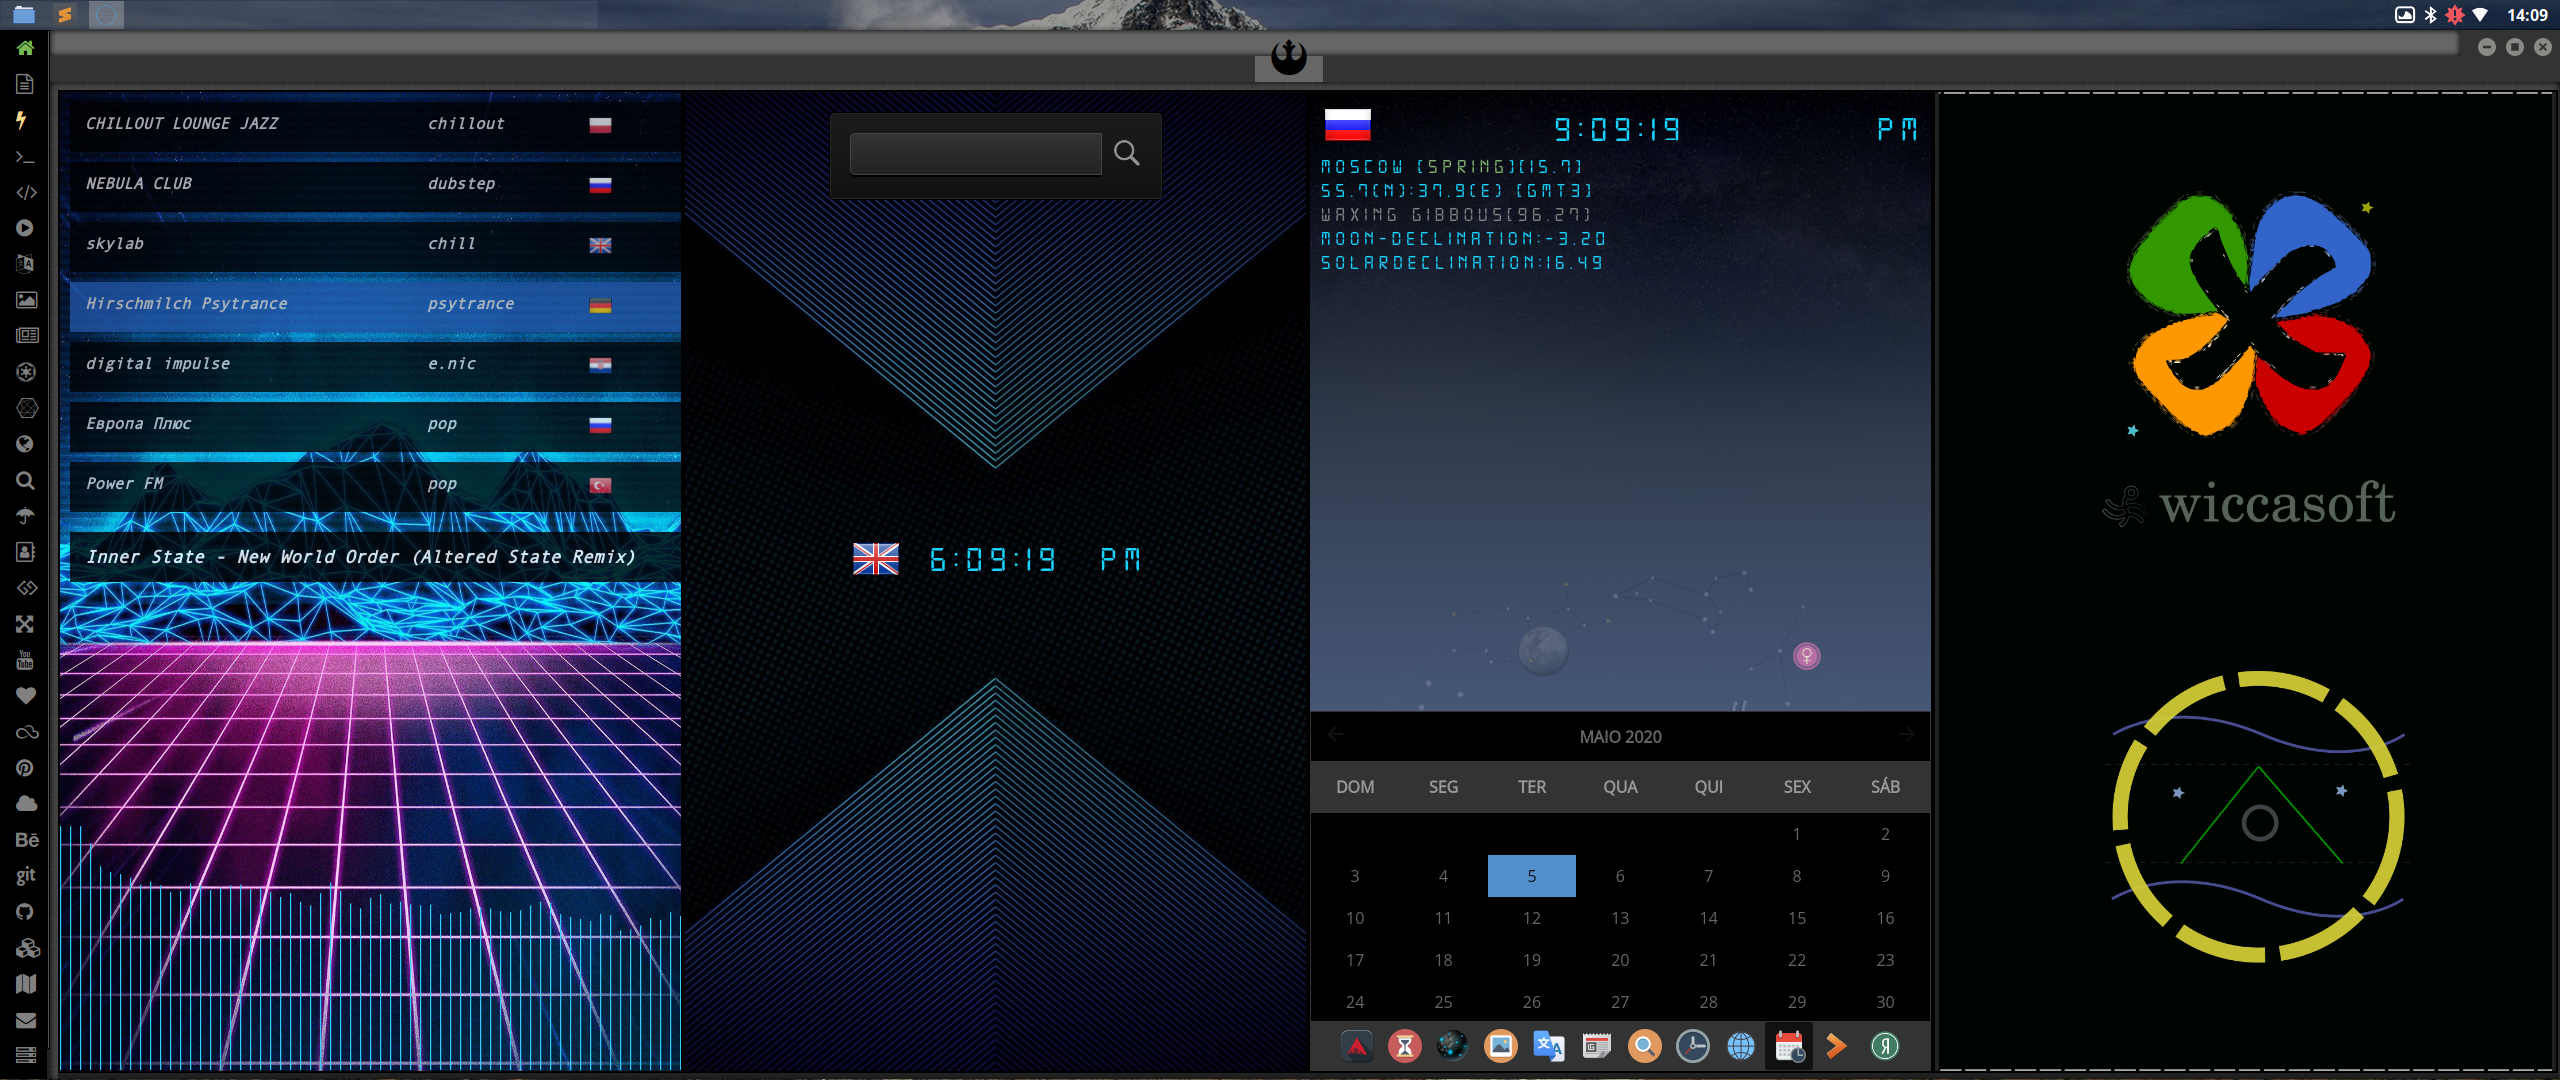 14:09
CHILLOUT LOUNGE JAZZ chillout
NEBULA CLUB dubstep
skylab chill
Hirschmilch Psytrance psytrance
digital impulse e.nic
Европа Плюс pop
Power FM pop
Inner State - New World Order (Altered State Remix)
You
Tube
Bē
git
6:09:19 PM
9:09:19 PM
MOSCOW [SPRING][15.7]
55.7(N):37.9(E) [GMT3]
WAXING GIBBOUS[96.27]
MOON-DECLINATION:-3.20
SOLARDECLINATION:16.49
MAIO 2020
DOM SEG TER QUA QUI SEX SÁB
1 2
3 4 5 6 7 8 9
10 11 12 13 14 15 16
17 18 19 20 21 22 23
24 25 26 27 28 29 30
wiccasoft